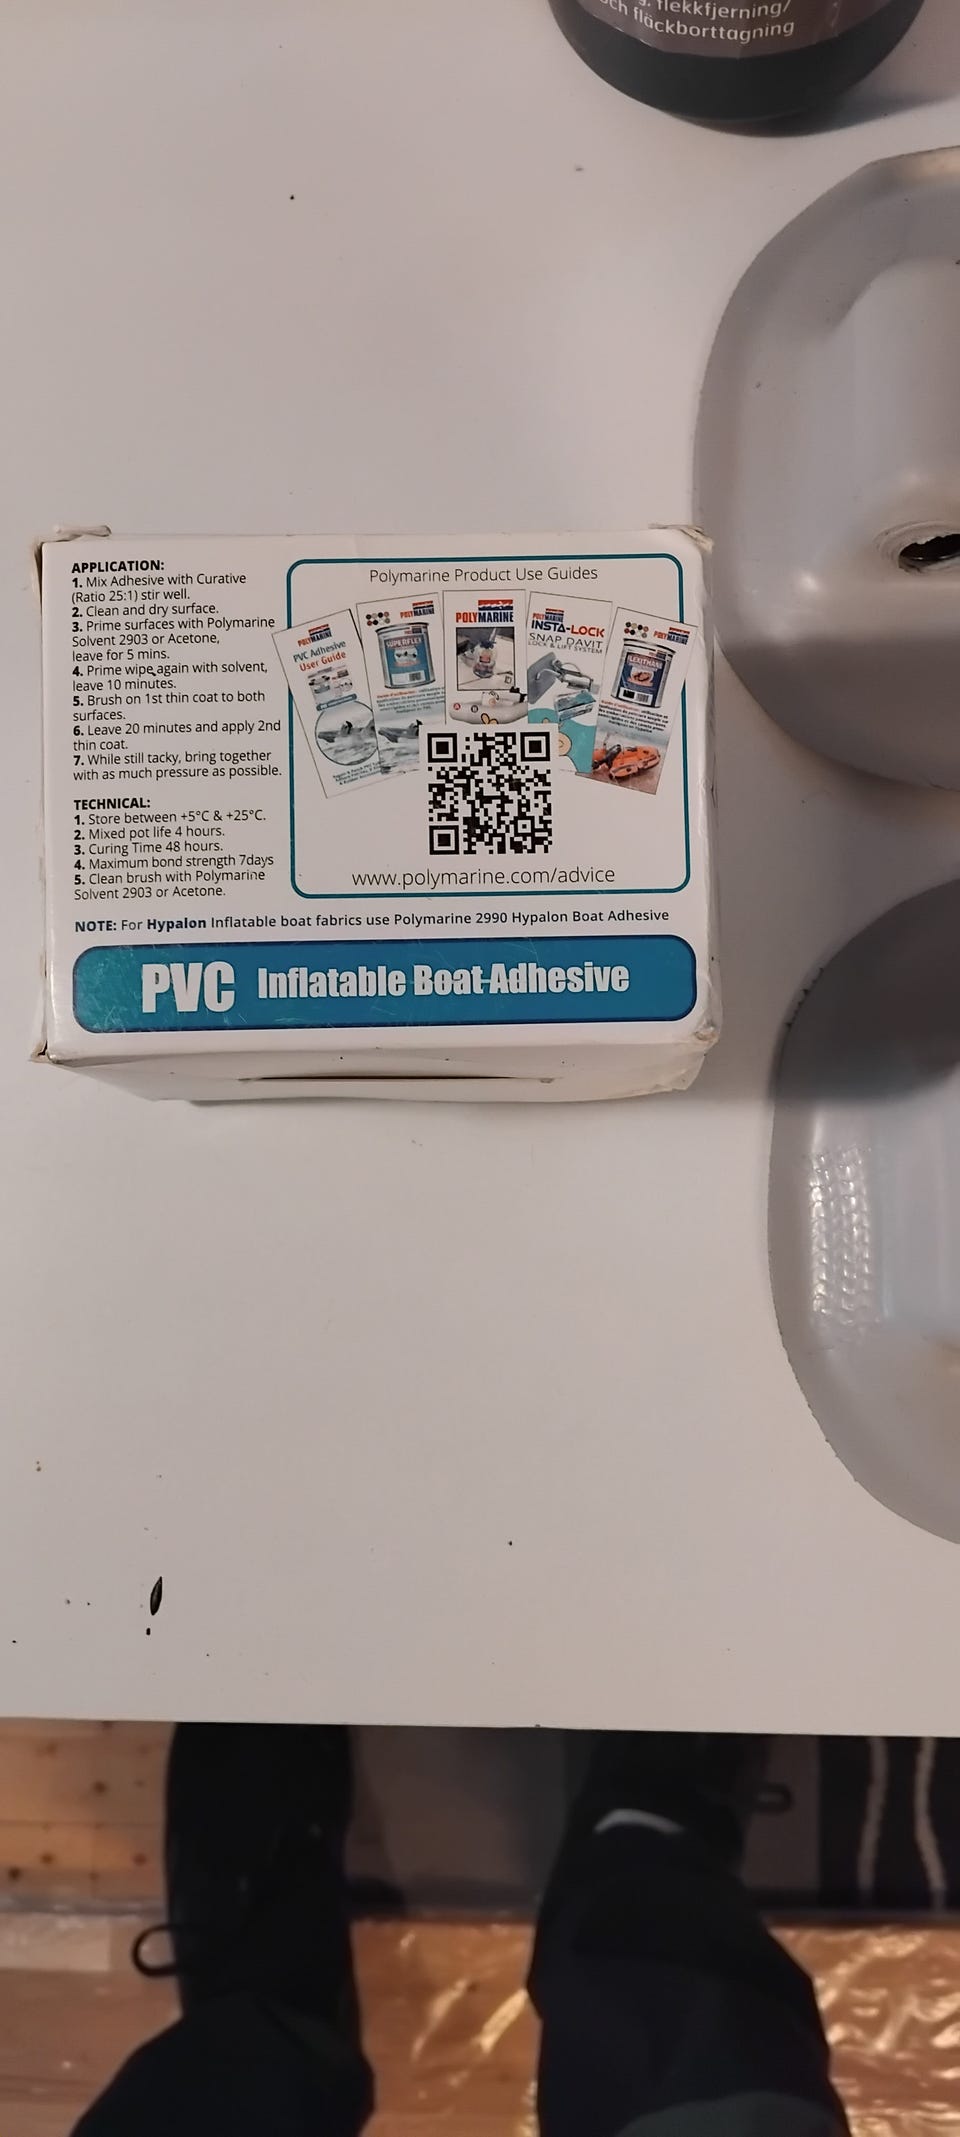 flekkfjerning/
och fläckborttagning
APPLICATION:
1. Mix Adhesive with Curative
(Ratio 25:1) stir well.
2. Clean and dry surface.
3. Prime surfaces with Polymarine
Solvent 2903 or Acetone,
leave for 5 mins.
4. Prime wipe again with solvent,
leave 10 minutes.
5. Brush on 1st thin coat to both
surfaces.
6. Leave 20 minutes and apply 2nd
thin coat.
7. While still tacky, bring together
with as much pressure as possible.
TECHNICAL:
1. Store between +5°C & +25°C.
2. Mixed pot life 4 hours.
3. Curing Time 48 hours.
4. Maximum bond strength 7days
5. Clean brush with Polymarine
Solvent 2903 or Acetone.
Polymarine Product Use Guides
POLYMARINE
PVC Adhesive
User Guide
POLYMARINE
SUPERFLEX
POLYMARINE
POLYMARINE
INSTA-LOCK
SNAP DAVIT
LOCK & LIFT SYSTEM
POLYMARINE
FLEXITHANE
www.polymarine.com/advice
NOTE: For Hypalon Inflatable boat fabrics use Polymarine 2990 Hypalon Boat Adhesive
PVC Inflatable Boat Adhesive